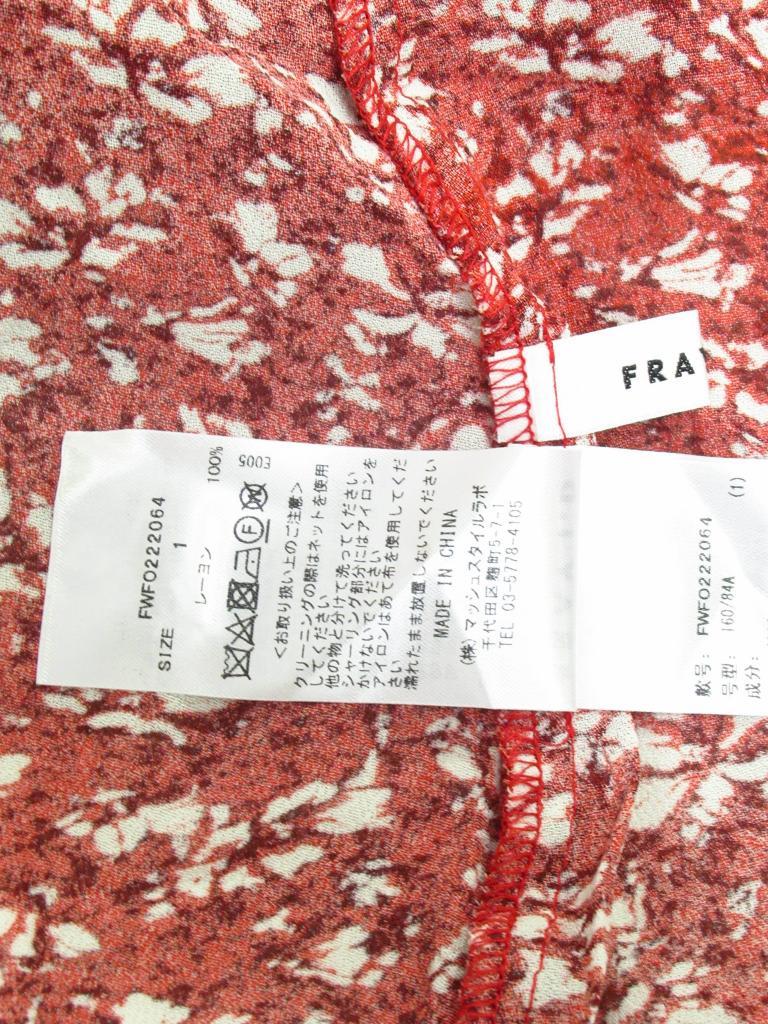 FRA
FWFO222064
SIZE 1
レーヨン 100%
E005
F
<お取り扱い上のご注意>
クリーニングの際はネットを使用
してください
他の物と分けて洗ってください
シャーリング部分にはアイロンを
かけないでください
アイロンはあて布を使用してくだ
さい
濡れたまま放置しないでください
MADE IN CHINA
(株) マッシュスタイルラボ
千代田区麹町5-7-1
TEL 03-5778-4105
款号: FWFO222064 (1)
号型: 160/84A
成分: